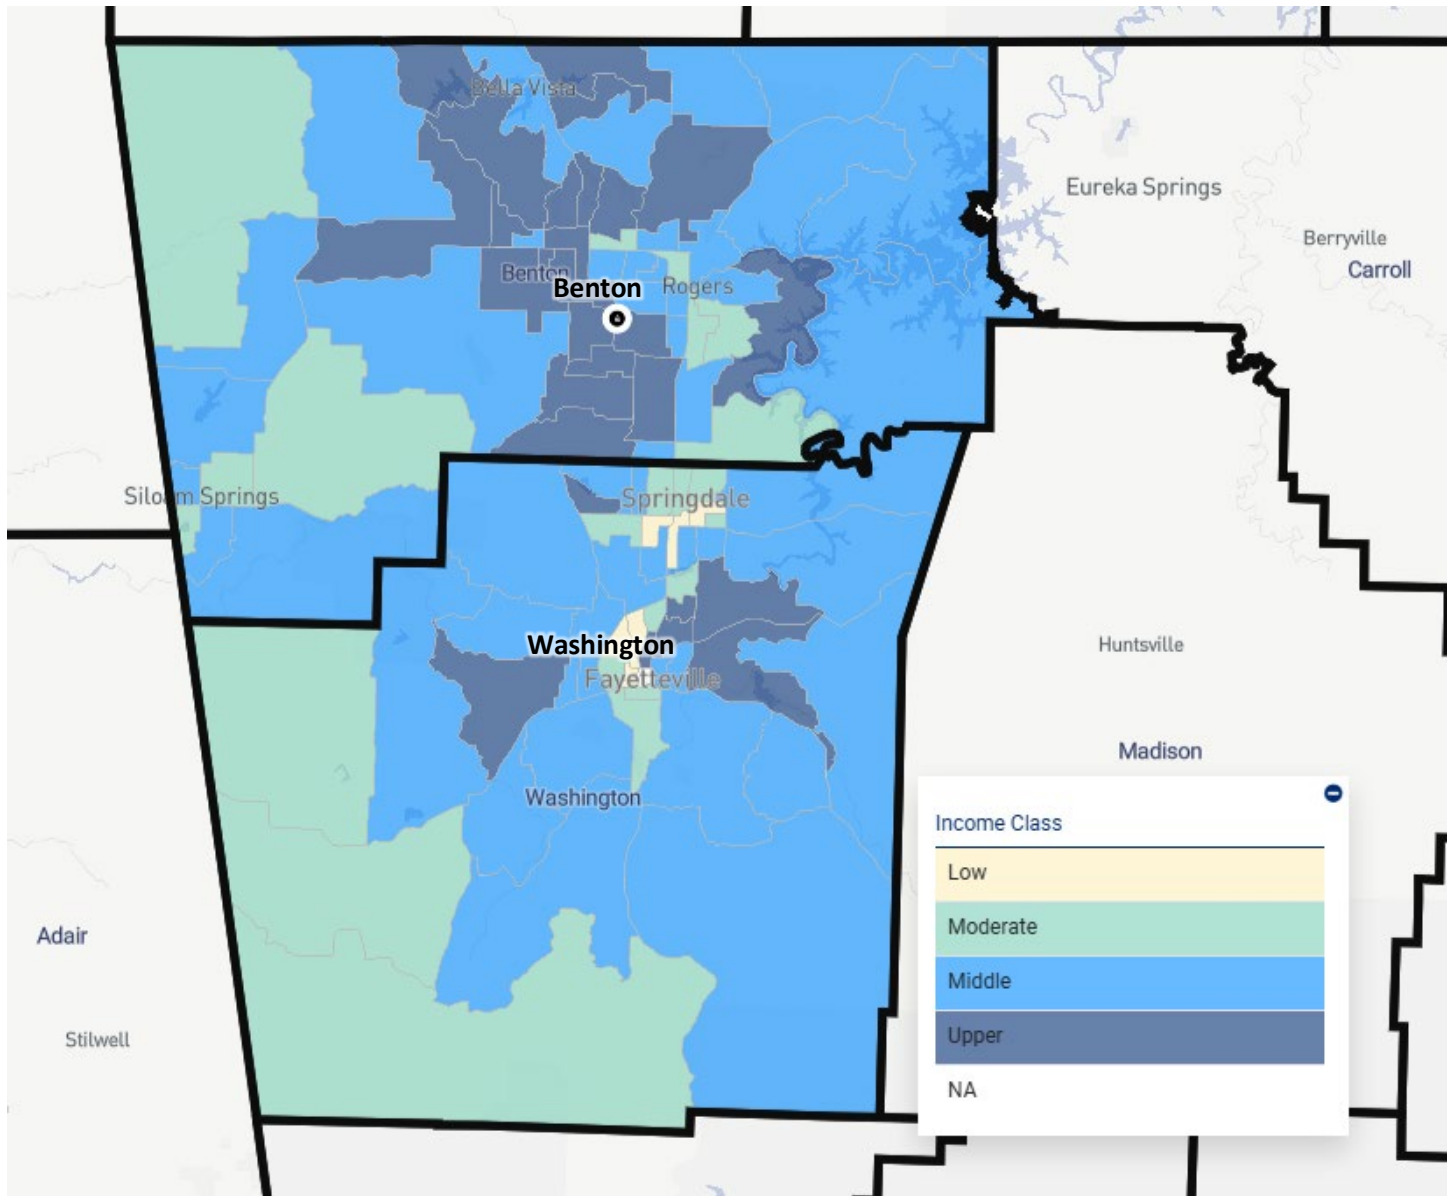 Bella Vista
Eureka Springs
Berryville
Carroll
Benton
Benton
Rogers
Siloam Springs
Springdale
Washington
Huntsville
Fayetteville
Madison
Washington
Income Class
Low
Moderate
Middle
Upper
NA
Adair
Stilwell